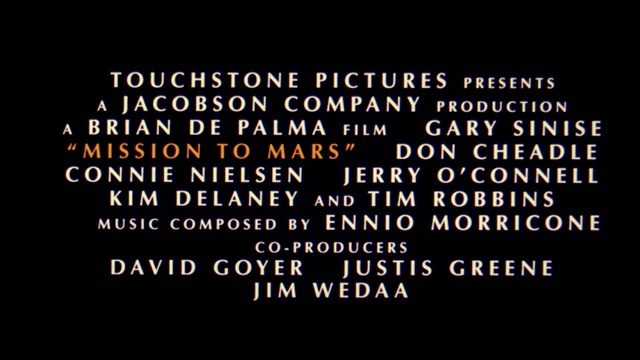 TOUCHSTONE PICTURES PRESENTS
A JACOBSON COMPANY PRODUCTION
A BRIAN DE PALMA FILM GARY SINISE
“MISSION TO MARS” DON CHEADLE
CONNIE NIELSEN JERRY O’CONNELL
KIM DELANEY AND TIM ROBBINS
MUSIC COMPOSED BY ENNIO MORRICONE
CO-PRODUCERS
DAVID GOYER JUSTIS GREENE
JIM WEDAA